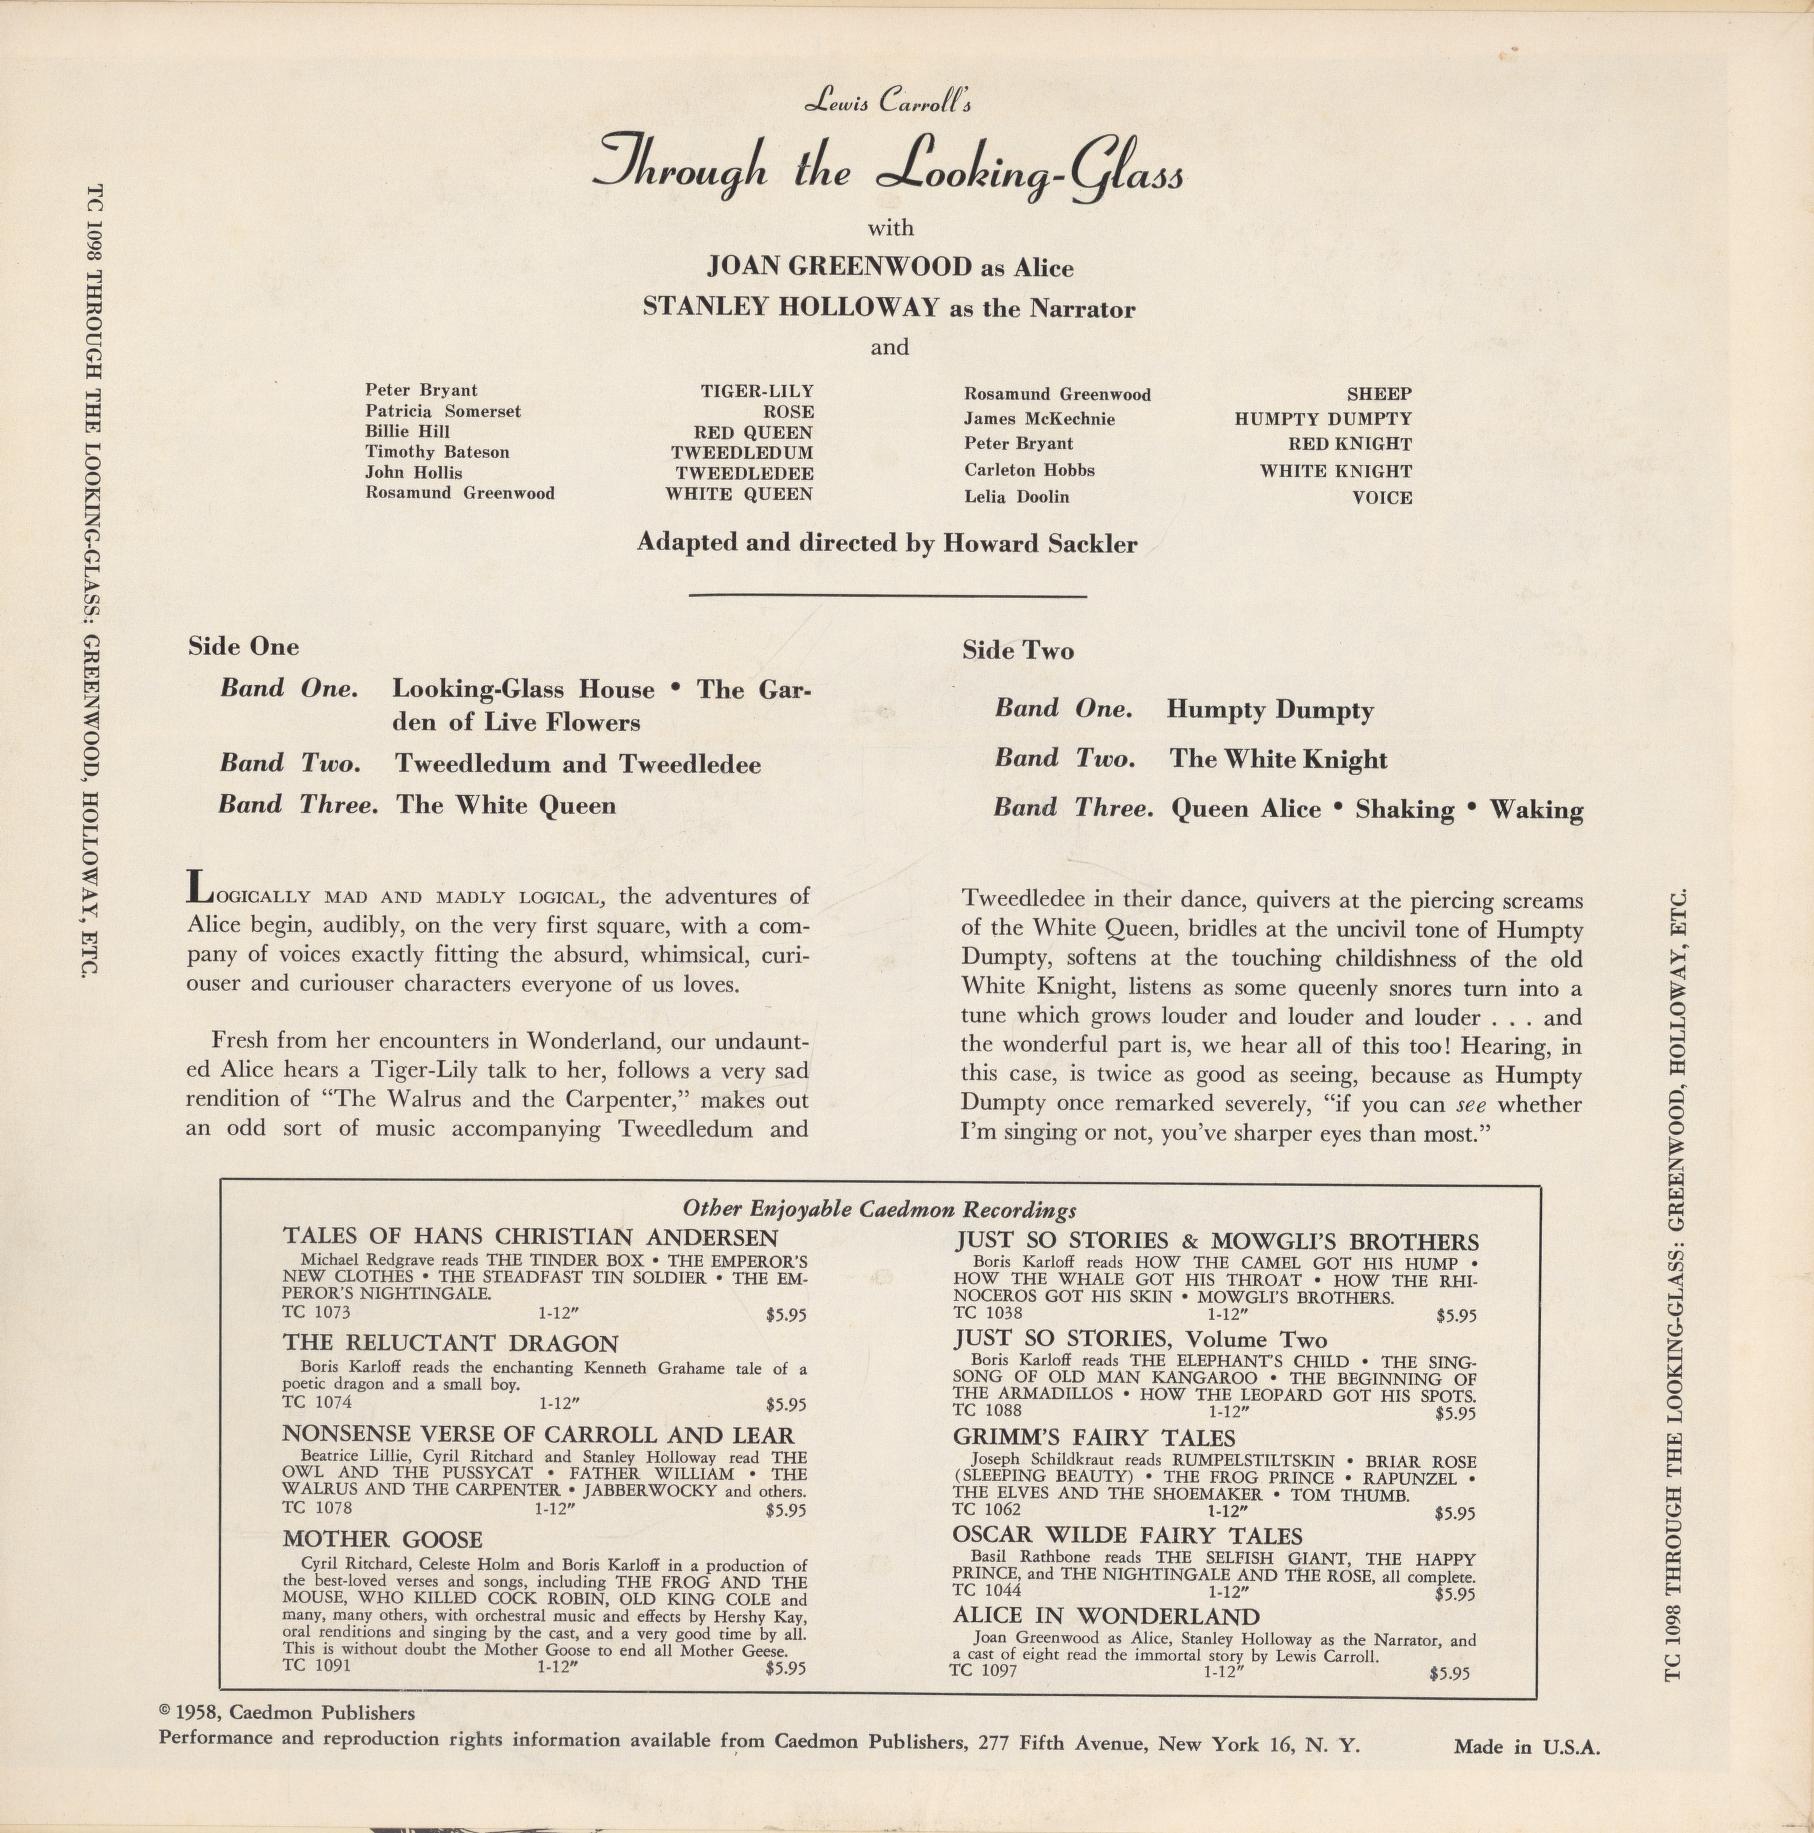 Lewis Carroll's
Through the Looking-Glass
with
JOAN GREENWOOD as Alice
STANLEY HOLLOWAY as the Narrator
and
Peter Bryant TIGER-LILY
Patricia Somerset ROSE
Billie Hill RED QUEEN
Timothy Bateson TWEEDLEDUM
John Hollis TWEEDLEDEE
Rosamund Greenwood WHITE QUEEN
Rosamund Greenwood SHEEP
James McKechnie HUMPTY DUMPTY
Peter Bryant RED KNIGHT
Carleton Hobbs WHITE KNIGHT
Lelia Doolin VOICE
Adapted and directed by Howard Sackler
Side One
Band One. Looking-Glass House • The Gar-
den of Live Flowers
Band Two. Tweedledum and Tweedledee
Band Three. The White Queen
Side Two
Band One. Humpty Dumpty
Band Two. The White Knight
Band Three. Queen Alice • Shaking • Waking
LOGICALLY MAD AND MADLY LOGICAL, the adventures of
Alice begin, audibly, on the very first square, with a com-
pany of voices exactly fitting the absurd, whimsical, curi-
ouser and curiouser characters everyone of us loves.
Fresh from her encounters in Wonderland, our undaunt-
ed Alice hears a Tiger-Lily talk to her, follows a very sad
rendition of “The Walrus and the Carpenter,” makes out
an odd sort of music accompanying Tweedledum and
Tweedledee in their dance, quivers at the piercing screams
of the White Queen, bridles at the uncivil tone of Humpty
Dumpty, softens at the touching childishness of the old
White Knight, listens as some queenly snores turn into a
tune which grows louder and louder and louder . . . and
the wonderful part is, we hear all of this too! Hearing, in
this case, is twice as good as seeing, because as Humpty
Dumpty once remarked severely, “if you can see whether
I'm singing or not, you've sharper eyes than most.”
Other Enjoyable Caedmon Recordings
TALES OF HANS CHRISTIAN ANDERSEN
Michael Redgrave reads THE TINDER BOX • THE EMPEROR'S
NEW CLOTHES • THE STEADFAST TIN SOLDIER • THE EM-
PEROR'S NIGHTINGALE.
TC 1073 1-12″ $5.95
THE RELUCTANT DRAGON
Boris Karloff reads the enchanting Kenneth Grahame tale of a
poetic dragon and a small boy.
TC 1074 1-12″ $5.95
NONSENSE VERSE OF CARROLL AND LEAR
Beatrice Lillie, Cyril Ritchard and Stanley Holloway read THE
OWL AND THE PUSSYCAT • FATHER WILLIAM • THE
WALRUS AND THE CARPENTER • JABBERWOCKY and others.
TC 1078 1-12″ $5.95
MOTHER GOOSE
Cyril Ritchard, Celeste Holm and Boris Karloff in a production of
the best-loved verses and songs, including THE FROG AND THE
MOUSE, WHO KILLED COCK ROBIN, OLD KING COLE and
many, many others, with orchestral music and effects by Hershy Kay,
oral renditions and singing by the cast, and a very good time by all.
This is without doubt the Mother Goose to end all Mother Geese.
TC 1091 1-12″ $5.95
JUST SO STORIES & MOWGLI'S BROTHERS
Boris Karloff reads HOW THE CAMEL GOT HIS HUMP •
HOW THE WHALE GOT HIS THROAT • HOW THE RHI-
NOCEROS GOT HIS SKIN • MOWGLI'S BROTHERS.
TC 1038 1-12″ $5.95
JUST SO STORIES, Volume Two
Boris Karloff reads THE ELEPHANT'S CHILD • THE SING-
SONG OF OLD MAN KANGAROO • THE BEGINNING OF
THE ARMADILLOS • HOW THE LEOPARD GOT HIS SPOTS.
TC 1088 1-12″ $5.95
GRIMM'S FAIRY TALES
Joseph Schildkraut reads RUMPELSTILTSKIN • BRIAR ROSE
(SLEEPING BEAUTY) • THE FROG PRINCE • RAPUNZEL •
THE ELVES AND THE SHOEMAKER • TOM THUMB.
TC 1062 1-12″ $5.95
OSCAR WILDE FAIRY TALES
Basil Rathbone reads THE SELFISH GIANT, THE HAPPY
PRINCE, and THE NIGHTINGALE AND THE ROSE, all complete.
TC 1044 1-12″ $5.95
ALICE IN WONDERLAND
Joan Greenwood as Alice, Stanley Holloway as the Narrator, and
a cast of eight read the immortal story by Lewis Carroll.
TC 1097 1-12″ $5.95
© 1958, Caedmon Publishers
Performance and reproduction rights information available from Caedmon Publishers, 277 Fifth Avenue, New York 16, N. Y. Made in U.S.A.
TC 1098 THROUGH THE LOOKING-GLASS: GREENWOOD, HOLLOWAY, ETC.
TC 1098 THROUGH THE LOOKING-GLASS: GREENWOOD, HOLLOWAY, ETC.